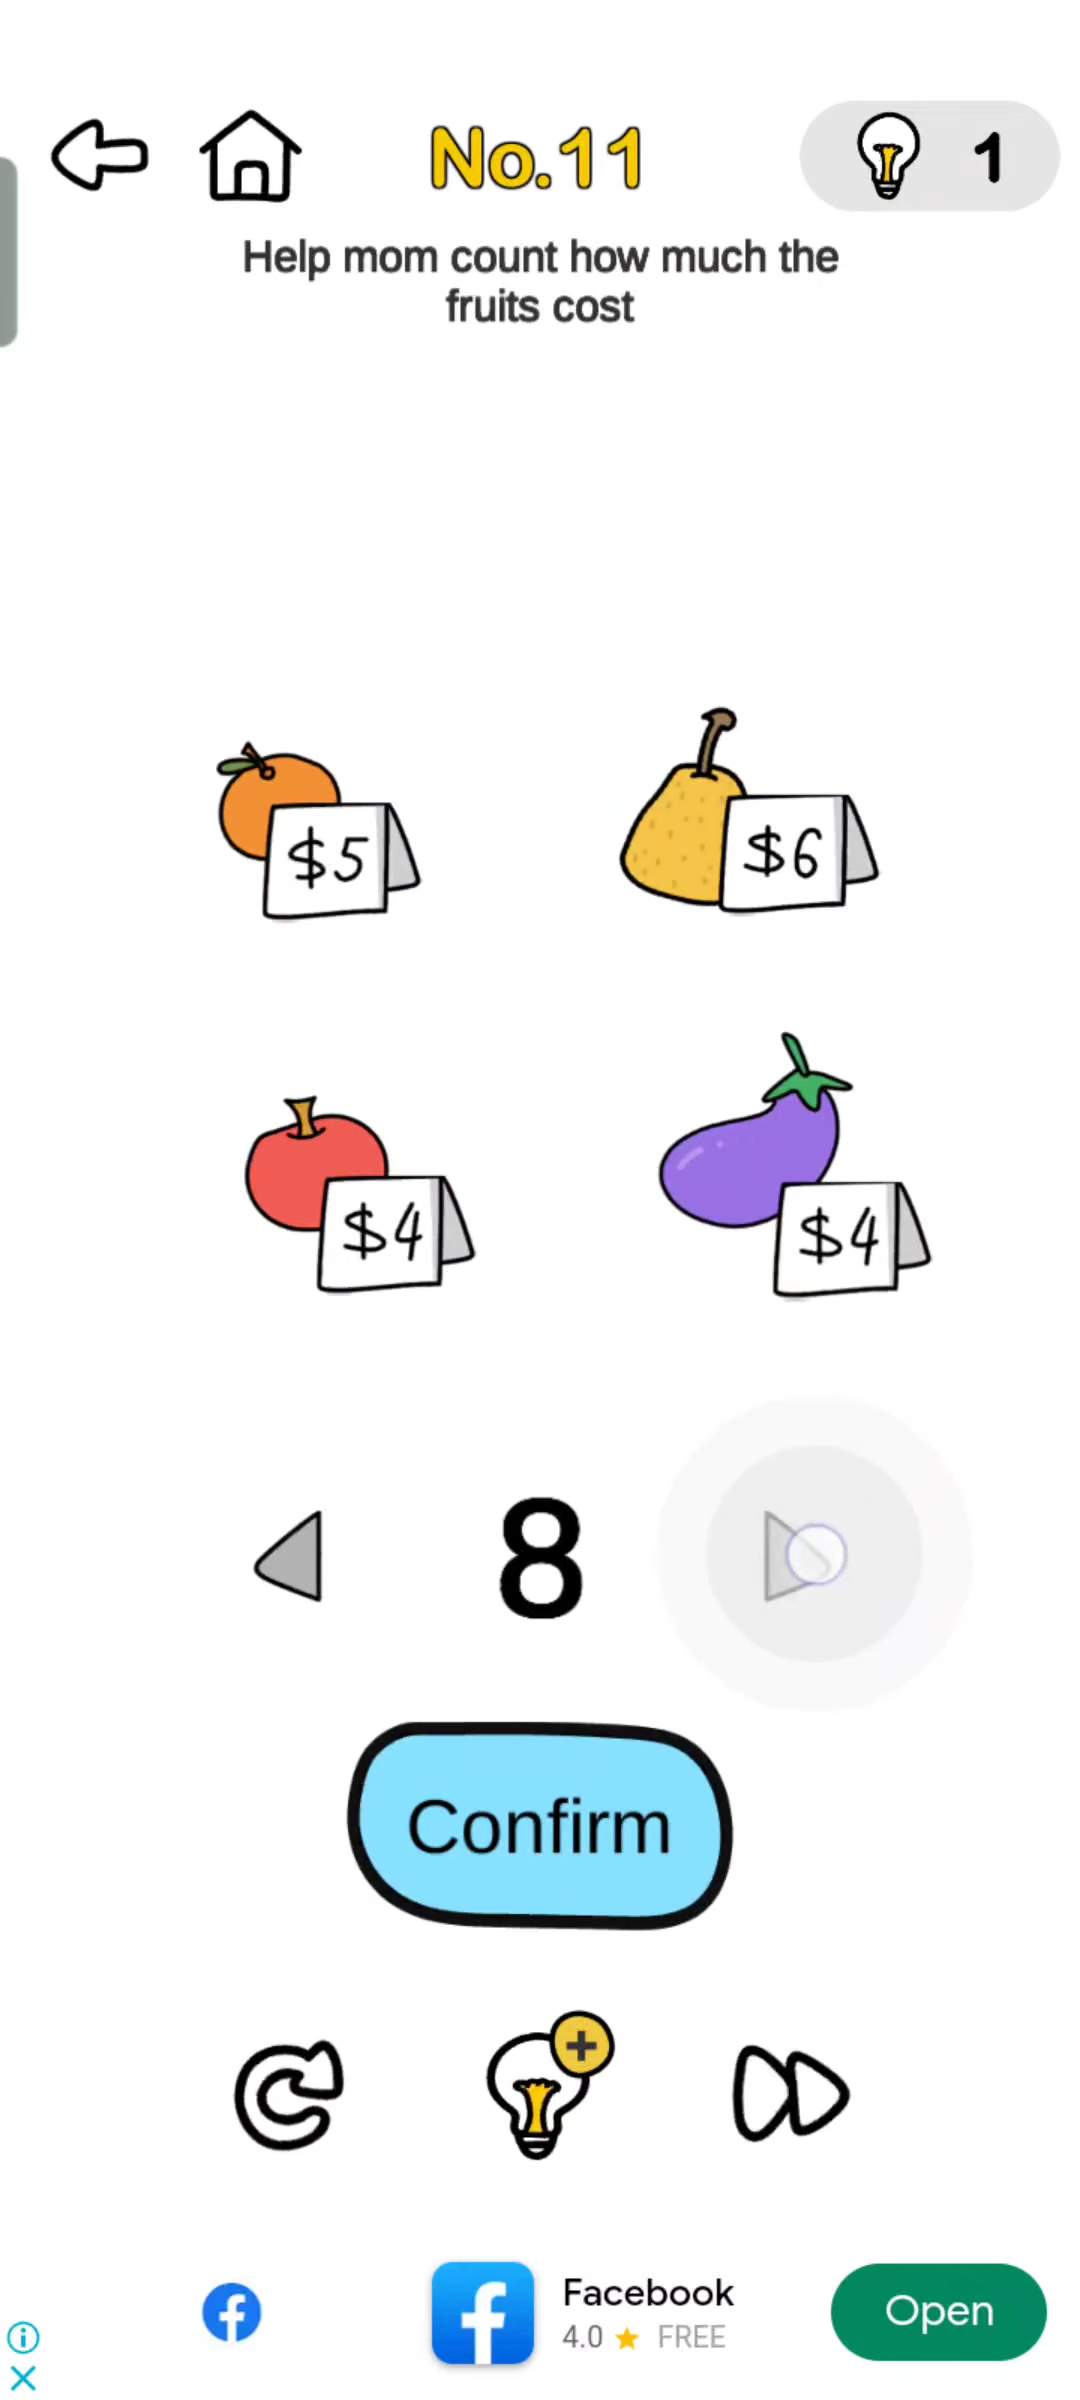 No.11
1
Help mom count how much the
fruits cost
$5
$6
$4
$4
8
Confirm
Facebook
4.0 ★ FREE
Open